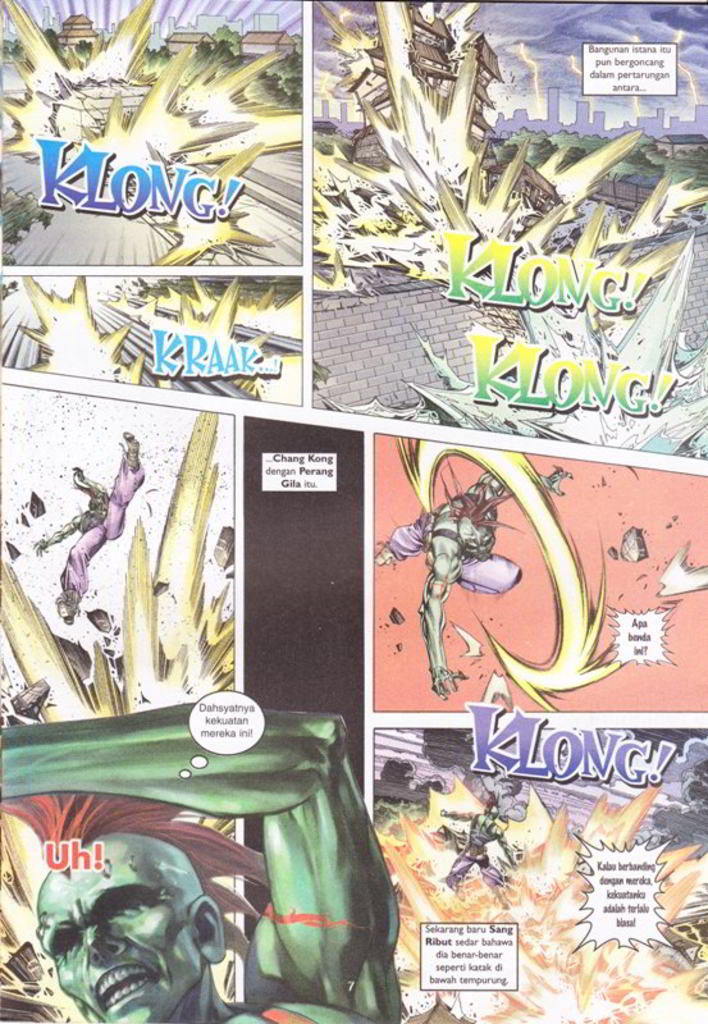 KLONG!
KRAAK...!
Bangunan istana itu
pun bergoncang
dalam pertarungan
antara...
KLONG!
KLONG!
...Chang Kong
dengan Perang
Gila itu.
Apa
benda
ini?
Dahsyatnya
kekuatan
mereka ini!
Uh!
KLONG!
Kalau berbanding
dengan mereka,
kekuatanku
adalah terlalu
biasa!
Sekarang baru Sang
Ribut sedar bahawa
dia benar-benar
seperti katak di
bawah tempurung.
7